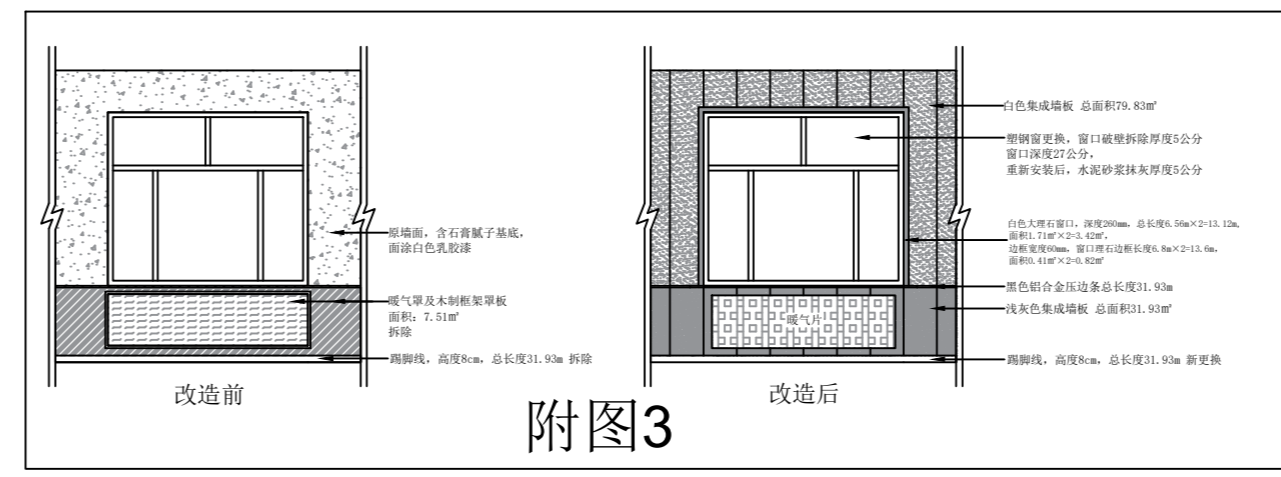 原墙面，含石膏腻子基底，
面涂白色乳胶漆
暖气罩及木制框架罩板
面积：7.51㎡
拆除
踢脚线，高度8cm，总长度31.93m 拆除
改造前
白色集成墙板 总面积79.83㎡
塑钢窗更换，窗口破壁拆除厚度5公分
窗口深度27公分，
重新安装后，水泥砂浆抹灰厚度5公分
白色大理石窗口，深度260mm，总长度6.56m×2=13.12m，
面积1.71㎡×2=3.42㎡，
边框宽度60mm，窗口理石边框长度6.8m×2=13.6m，
面积0.41㎡×2=0.82㎡
黑色铝合金压边条总长度31.93m
浅灰色集成墙板 总面积31.93㎡
暖气片
踢脚线，高度8cm，总长度31.93m 新更换
改造后
附图3